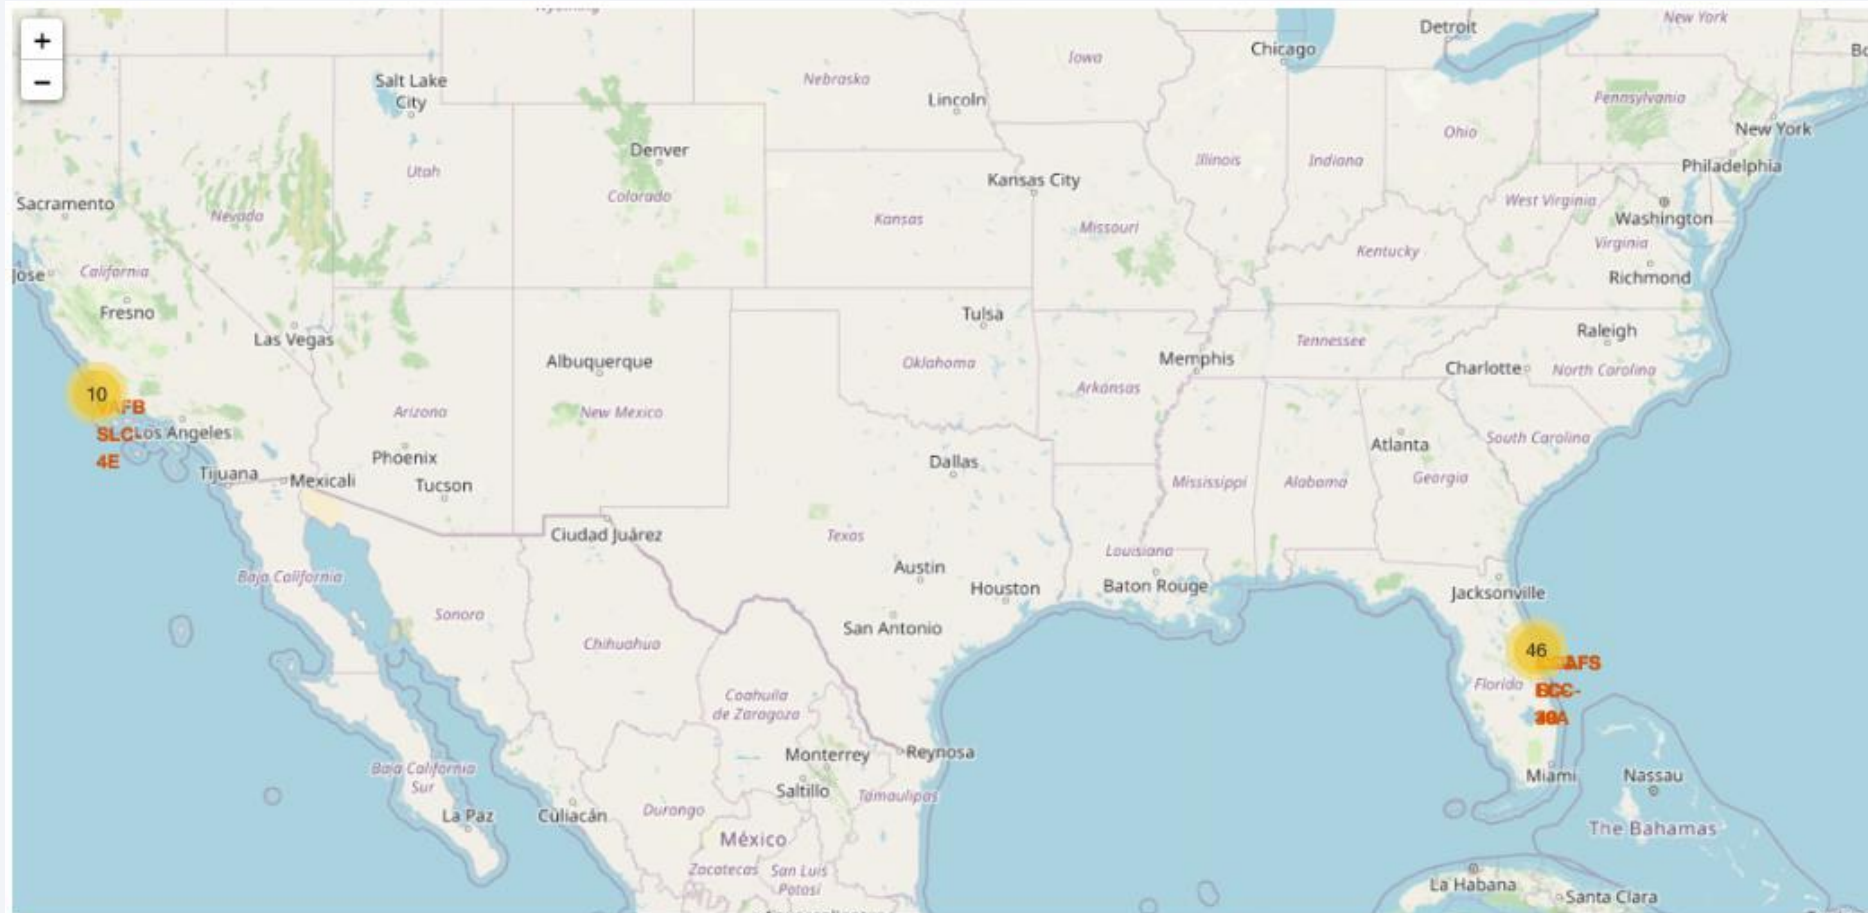 +
−
Detroit
New York
Chicago
Iowa
Salt Lake
City
Nebraska
Lincoln
Pennsylvania
New York
Ohio
Denver
Illinois
Indiana
Philadelphia
Utah
Kansas City
Colorado
West Virginia
Sacramento
Nevada
Kansas
Missouri
Washington
Virginia
Kentucky
Jose
California
Richmond
Fresno
Tulsa
Las Vegas
Raleigh
Tennessee
Albuquerque
Oklahoma
Memphis
Charlotte
North Carolina
Arkansas
10
Arizona
New Mexico
SLC-
Los Angeles
4E
Phoenix
Atlanta
South Carolina
Dallas
Tijuana
Mexicali
Tucson
Mississippi
Alabama
Georgia
Ciudad Juárez
Texas
Louisiana
Austin
Baja California
Houston
Baton Rouge
Jacksonville
Sonora
San Antonio
Chihuahua
46
Florida
Coahuila
de Zaragoza
Monterrey
Reynosa
Baja California
Sur
Saltillo
Tamaulipas
Miami
Nassau
La Paz
Culiacán
Durango
México
The Bahamas
Zacatecas
San Luis
Potosí
La Habana
Santa Clara